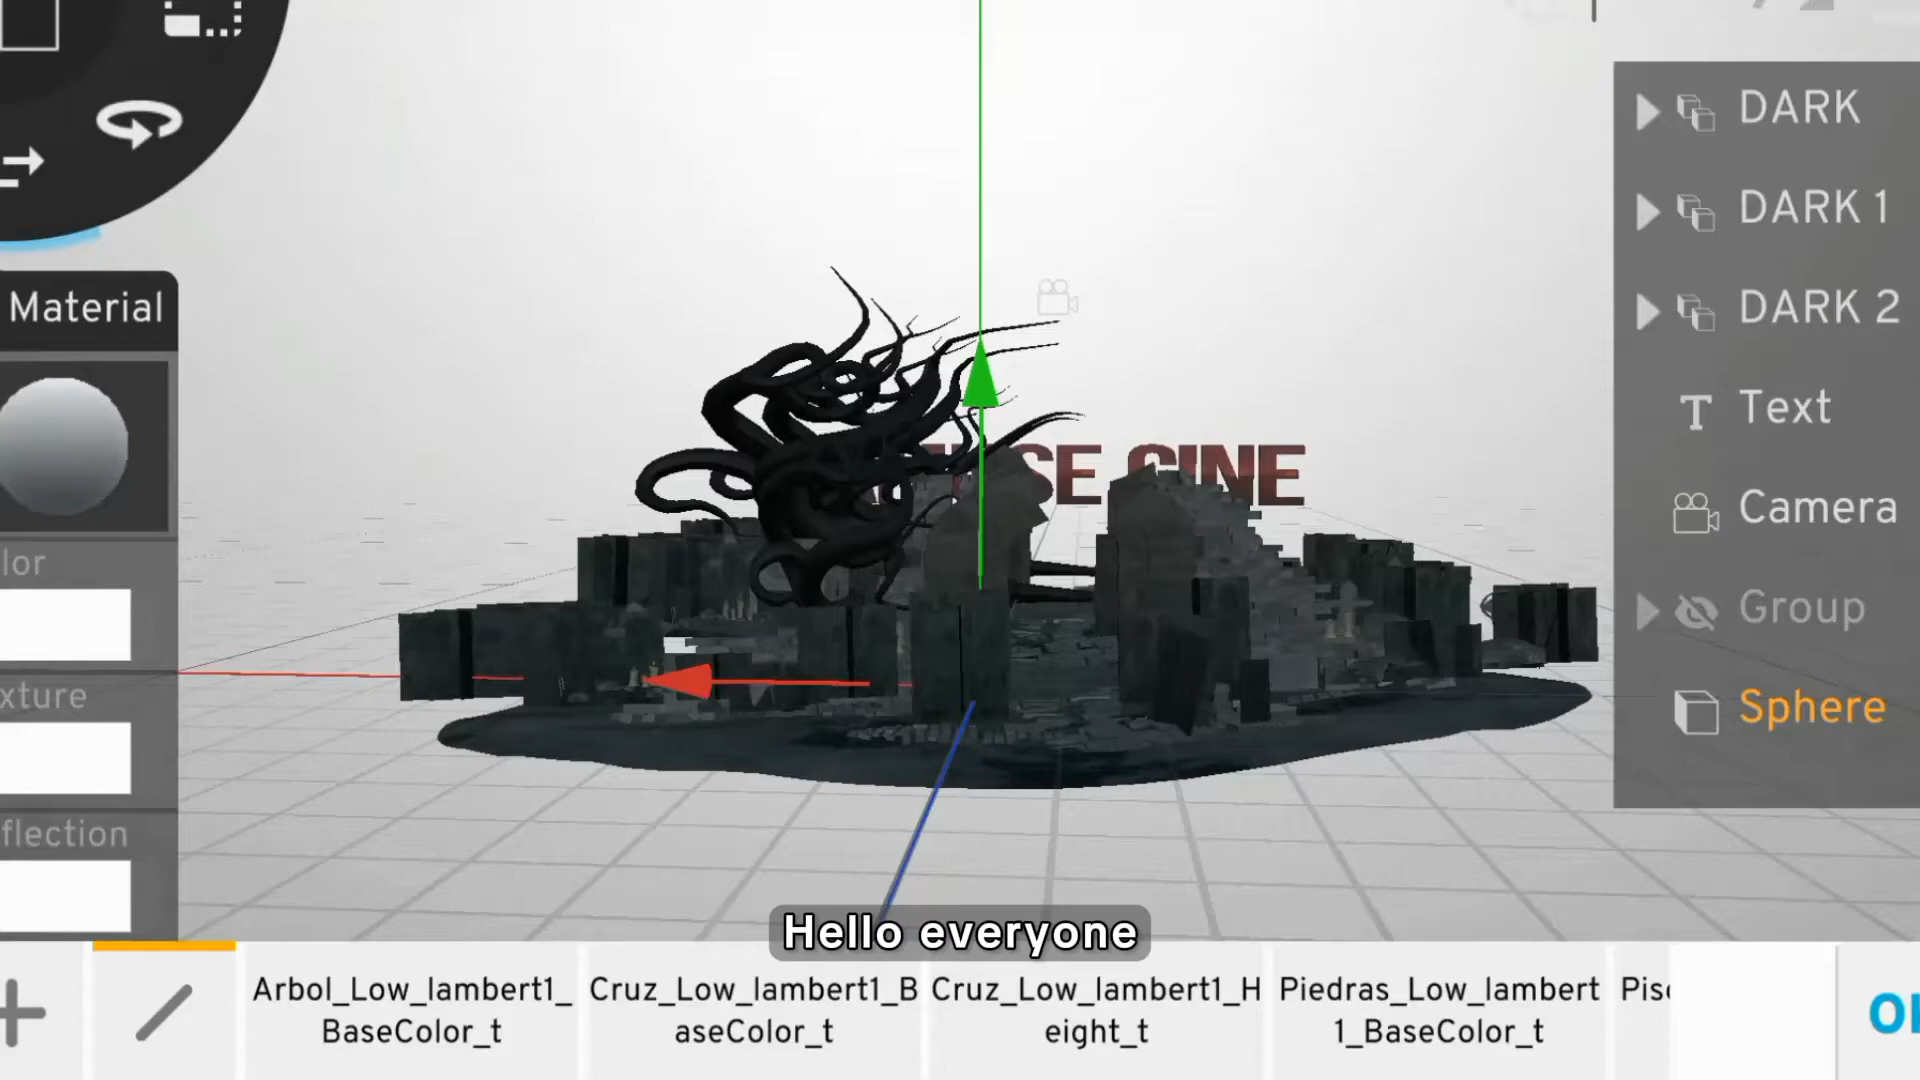 DARK
DARK 1
DARK 2
Text
Camera
Group
Sphere
Material
lor
xture
flection
SE CINE
Hello everyone
Arbol_Low_lambert1_
BaseColor_t
Cruz_Low_lambert1_B
aseColor_t
Cruz_Low_lambert1_H
eight_t
Piedras_Low_lambert
1_BaseColor_t
Pis